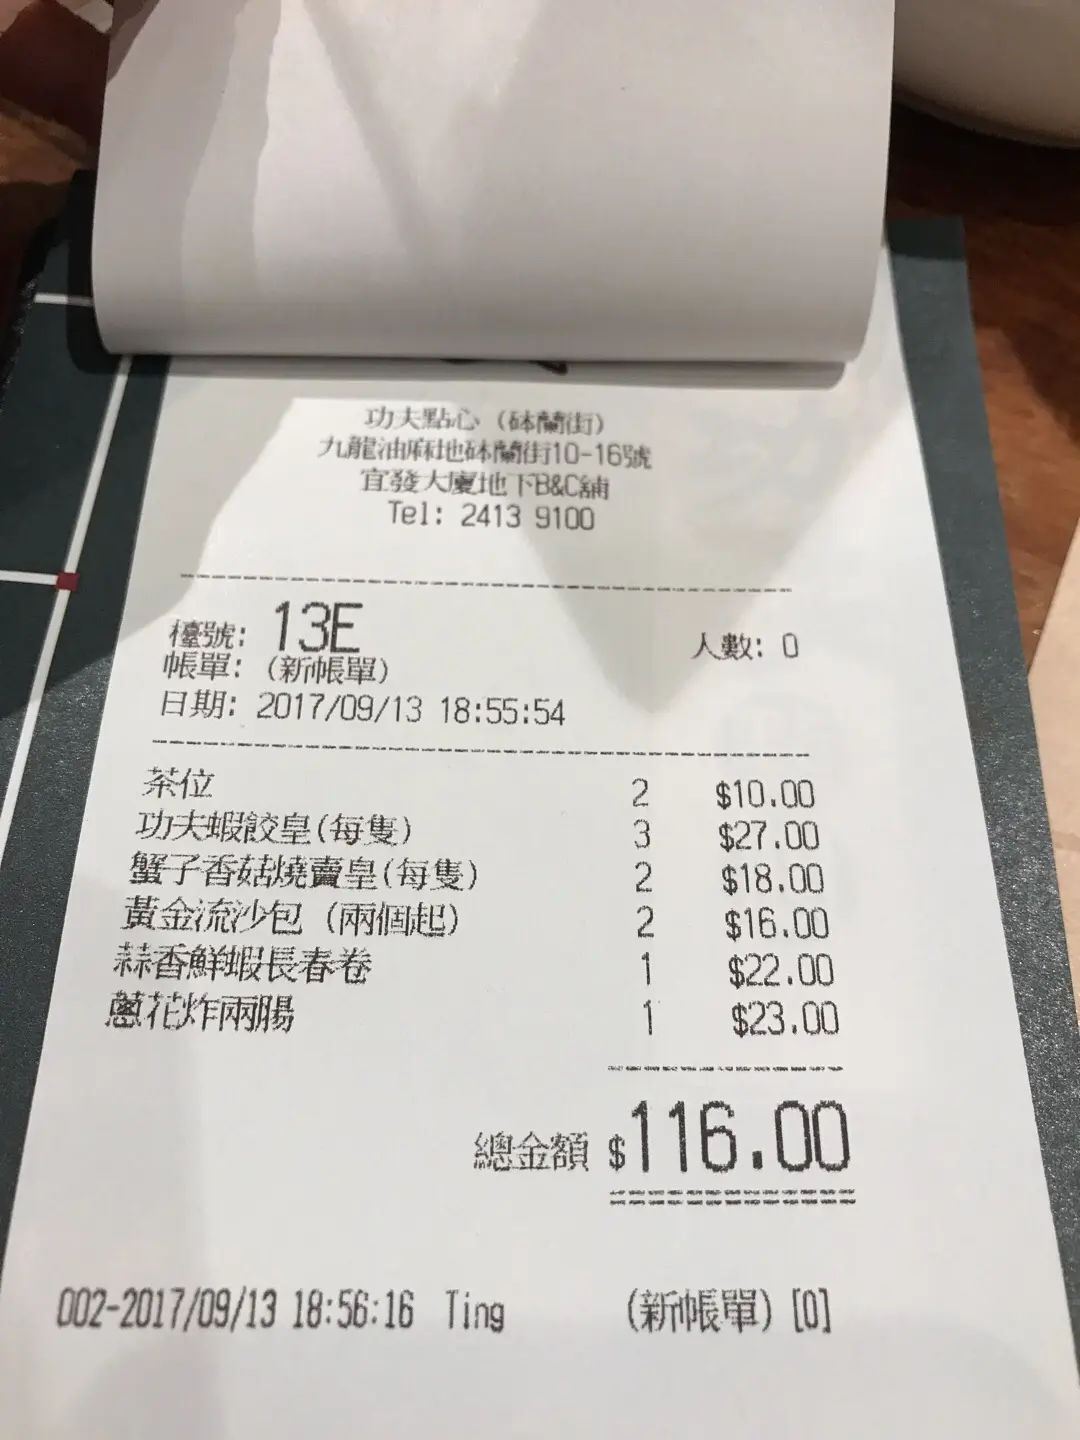 功夫點心 (砵蘭街)
九龍油麻地砵蘭街10-16號
宜發大廈地下B&C舖
Tel: 2413 9100
檯號: 13E 人數: 0
帳單: (新帳單)
日期: 2017/09/13 18:55:54
茶位 2 $10.00
功夫蝦餃皇(每隻) 3 $27.00
蟹子香菇燒賣皇(每隻) 2 $18.00
黃金流沙包 (兩個起) 2 $16.00
蒜香鮮蝦長春卷 1 $22.00
蔥花炸兩腸 1 $23.00
總金額 $116.00
002-2017/09/13 18:56:16 Ting (新帳單) [0]